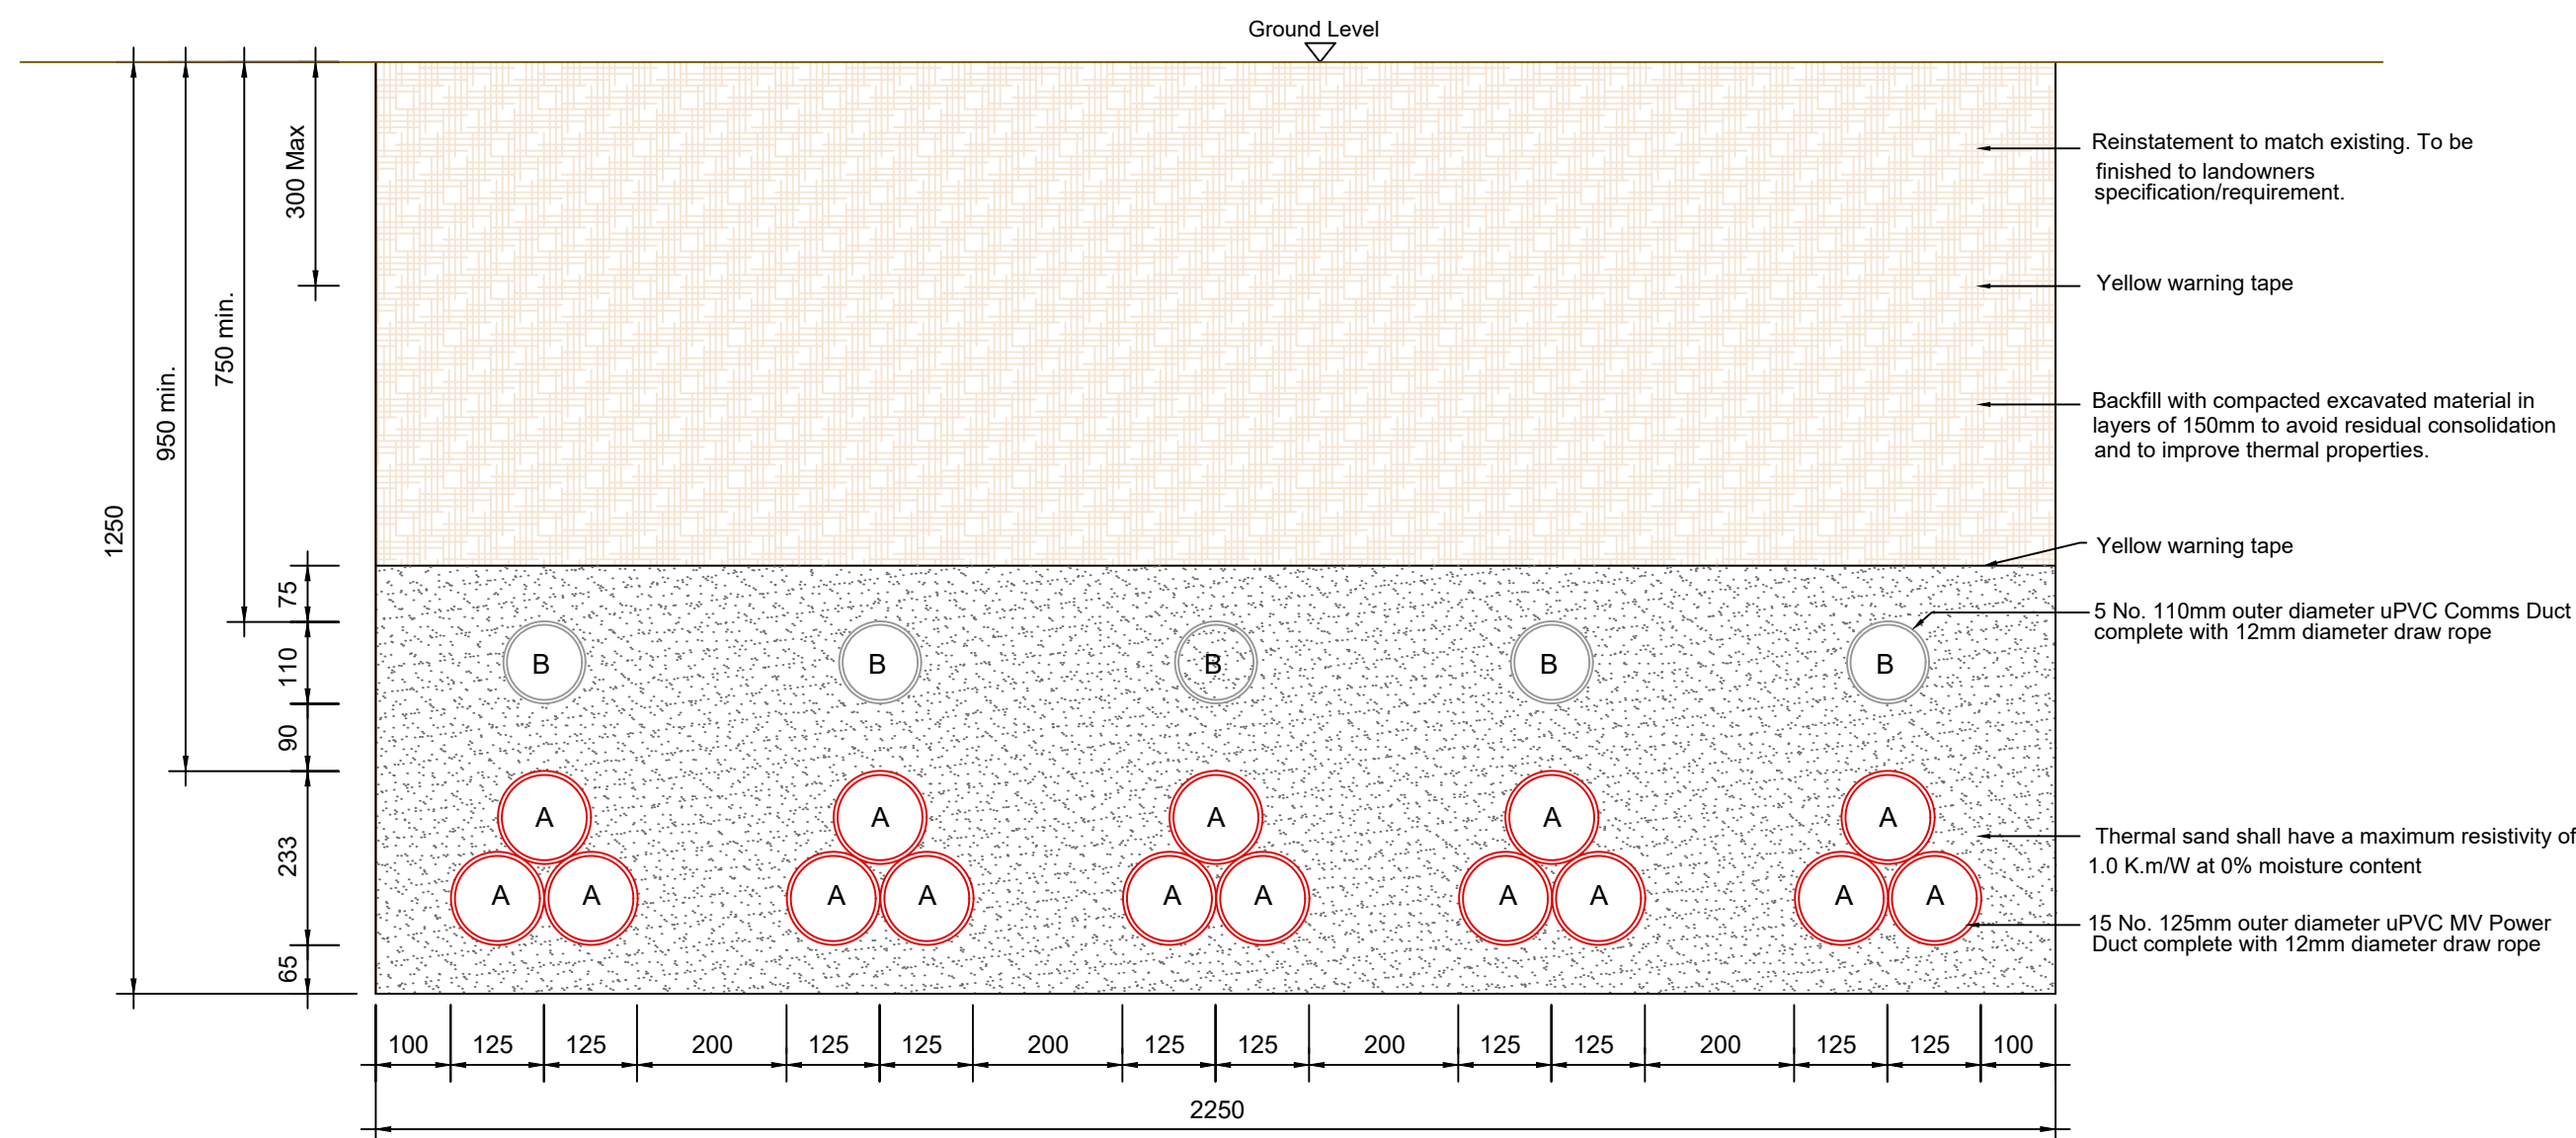 Ground Level
300 Max
750 min.
950 min.
1250
75
110
90
233
65
Reinstatement to match existing. To be
finished to landowners
specification/requirement.
Yellow warning tape
Backfill with compacted excavated material in
layers of 150mm to avoid residual consolidation
and to improve thermal properties.
Yellow warning tape
5 No. 110mm outer diameter uPVC Comms Duct
complete with 12mm diameter draw rope
B B B B B
A A A A A
A A A A A A A A A A
Thermal sand shall have a maximum resistivity of
1.0 K.m/W at 0% moisture content
15 No. 125mm outer diameter uPVC MV Power
Duct complete with 12mm diameter draw rope
100 125 125 200 125 125 200 125 125 200 125 125 200 125 125 100
2250